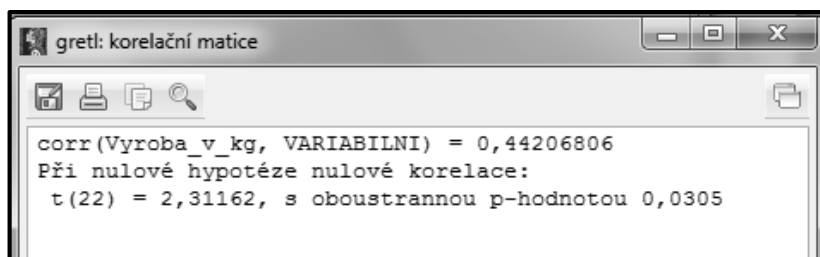 gretl: korelační matice
corr(Vyroba_v_kg, VARIABILNI) = 0,44206806
Při nulové hypotéze nulové korelace:
t(22) = 2,31162, s oboustrannou p-hodnotou 0,0305